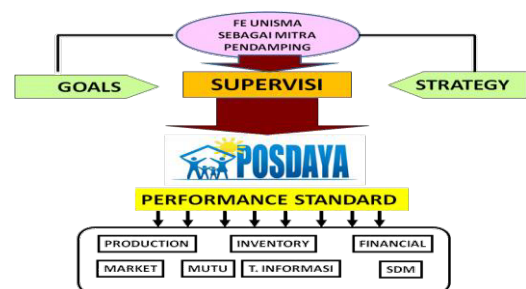 FE UNISMA
SEBAGAI MITRA
PENDAMPING
GOALS
SUPERVISI
STRATEGY
POSDAYA
PERFORMANCE STANDARD
PRODUCTION
INVENTORY
FINANCIAL
MARKET
MUTU
T. INFORMASI
SDM